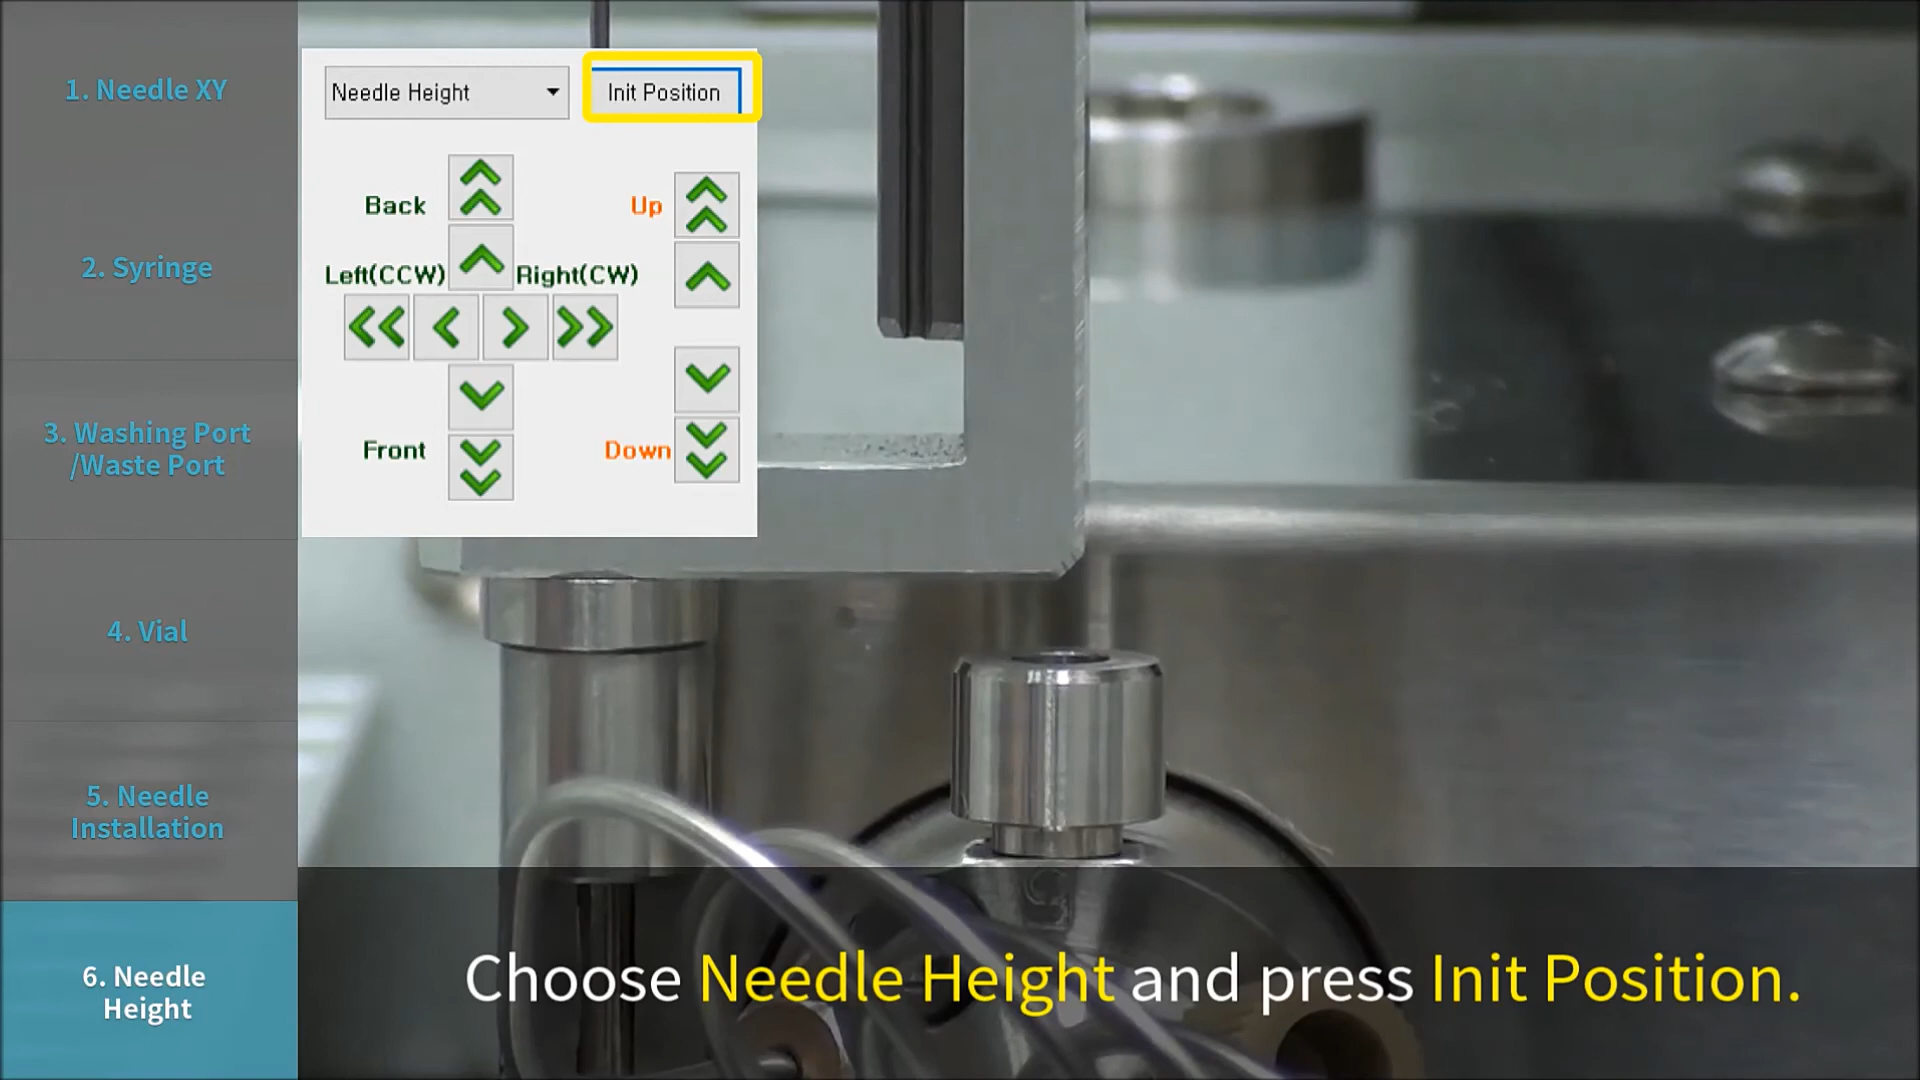 1. Needle XY
2. Syringe
3. Washing Port
/Waste Port
4. Vial
5. Needle
Installation
6. Needle
Height
Needle Height
Init Position
Back
Up
Left(CCW)
Right(CW)
Front
Down
Choose Needle Height and press Init Position.